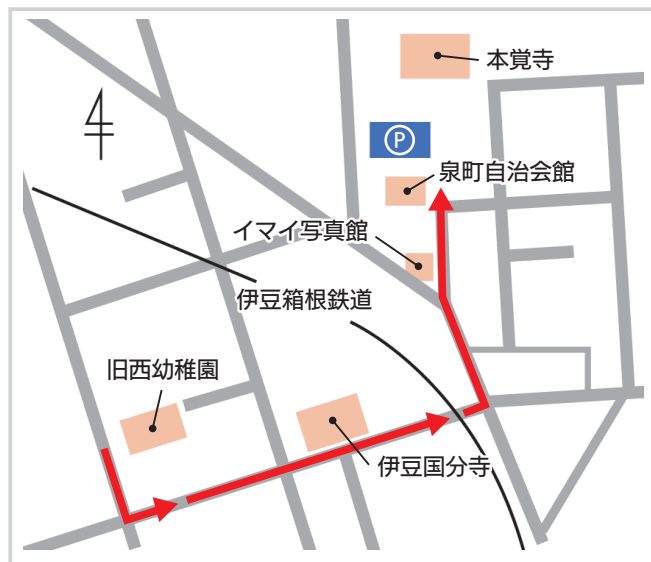 本覚寺
P
泉町自治会館
イマイ写真館
伊豆箱根鉄道
旧西幼稚園
伊豆国分寺